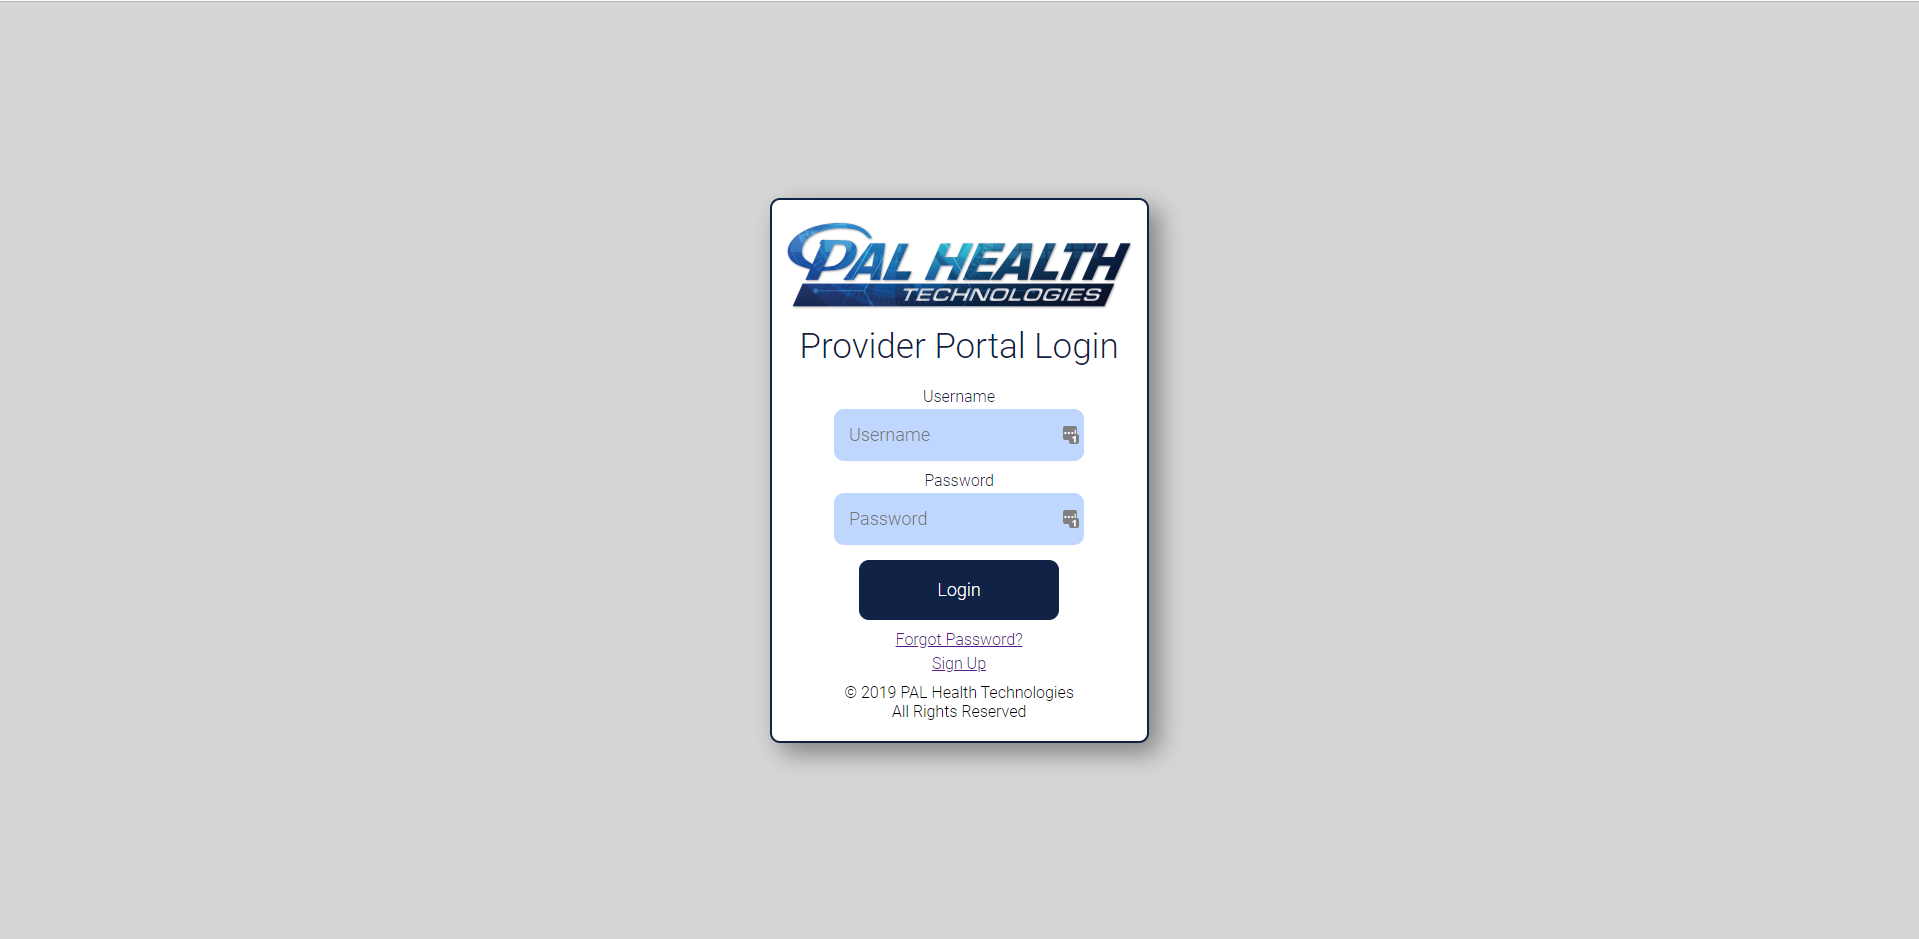 PAL HEALTH
TECHNOLOGIES
Provider Portal Login
Username
Username
Password
Password
Login
Forgot Password?
Sign Up
© 2019 PAL Health Technologies
All Rights Reserved